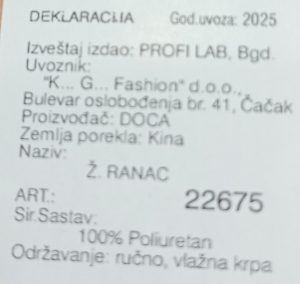 DEKLARACIJA God.uvoza: 2025
Izveštaj izdao: PROFI LAB, Bgd.
Uvoznik:
"K... G... Fashion" d.o.o.,
Bulevar oslobođenja br. 41, Čačak
Proizvođač: DOCA
Zemlja porekla: Kina
Naziv:
Ž. RANAC
ART.: 22675
Sir.Sastav:
100% Poliuretan
Održavanje: ručno, vlažna krpa